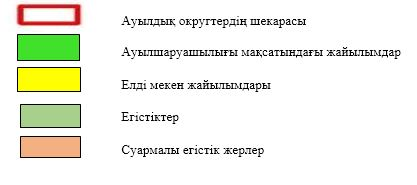 Ауылдық округтердің шекарасы
Ауылшаруашылығы мақсатындағы жайылымдар
Елді мекен жайылымдары
Егістіктер
Суармалы егістік жерлер